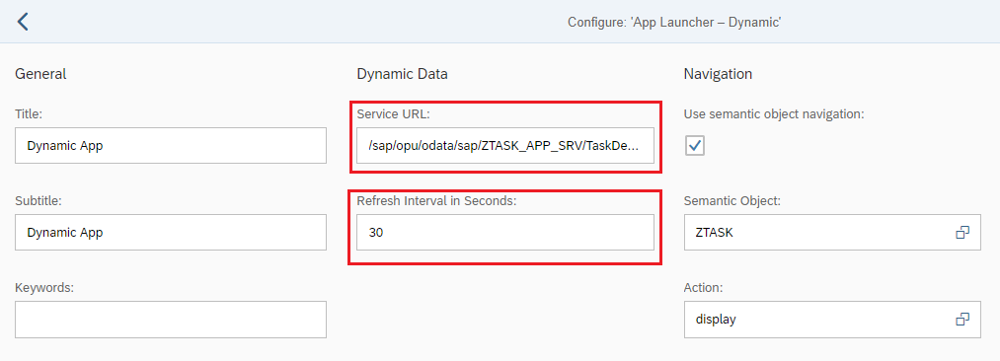 Configure: 'App Launcher – Dynamic'
General
Title:
Dynamic App
Subtitle:
Dynamic App
Keywords:
Dynamic Data
Service URL:
/sap/opu/odata/sap/ZTASK_APP_SRV/TaskDe...
Refresh Interval in Seconds:
30
Navigation
Use semantic object navigation:
Semantic Object:
ZTASK
Action:
display